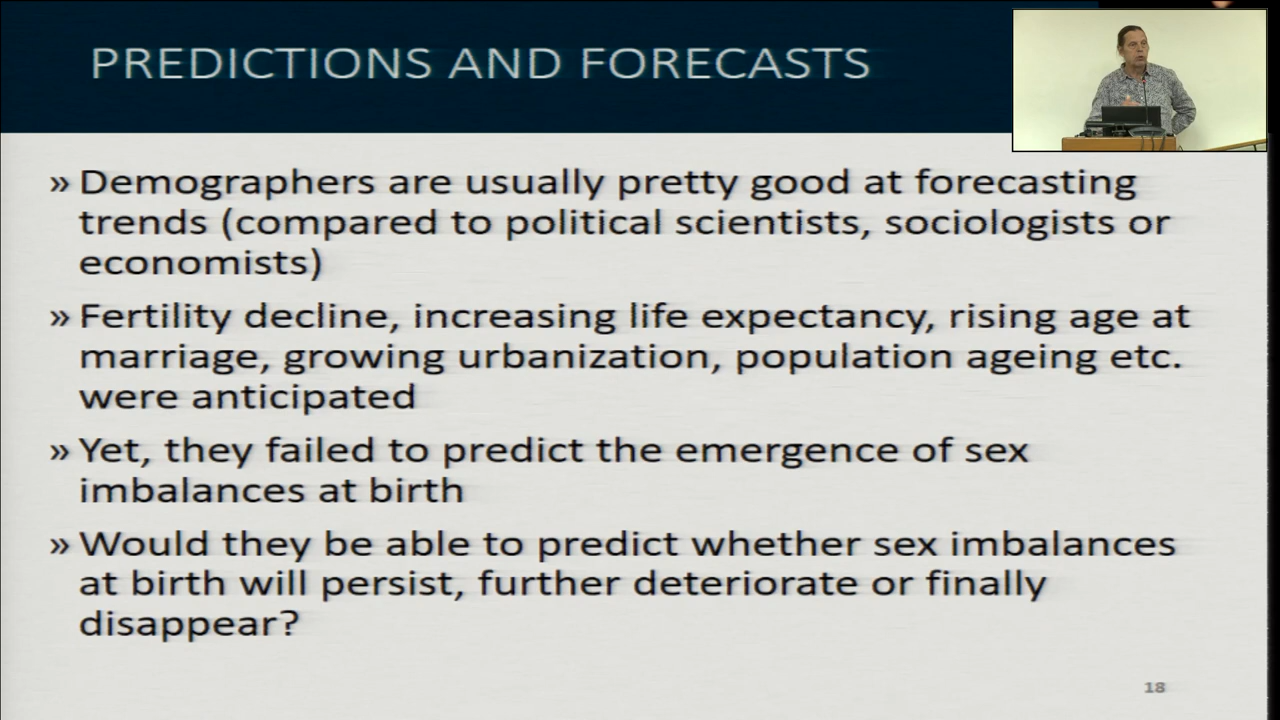 PREDICTIONS AND FORECASTS
» Demographers are usually pretty good at forecasting
trends (compared to political scientists, sociologists or
economists)
» Fertility decline, increasing life expectancy, rising age at
marriage, growing urbanization, population ageing etc.
were anticipated
» Yet, they failed to predict the emergence of sex
imbalances at birth
» Would they be able to predict whether sex imbalances
at birth will persist, further deteriorate or finally
disappear?
18